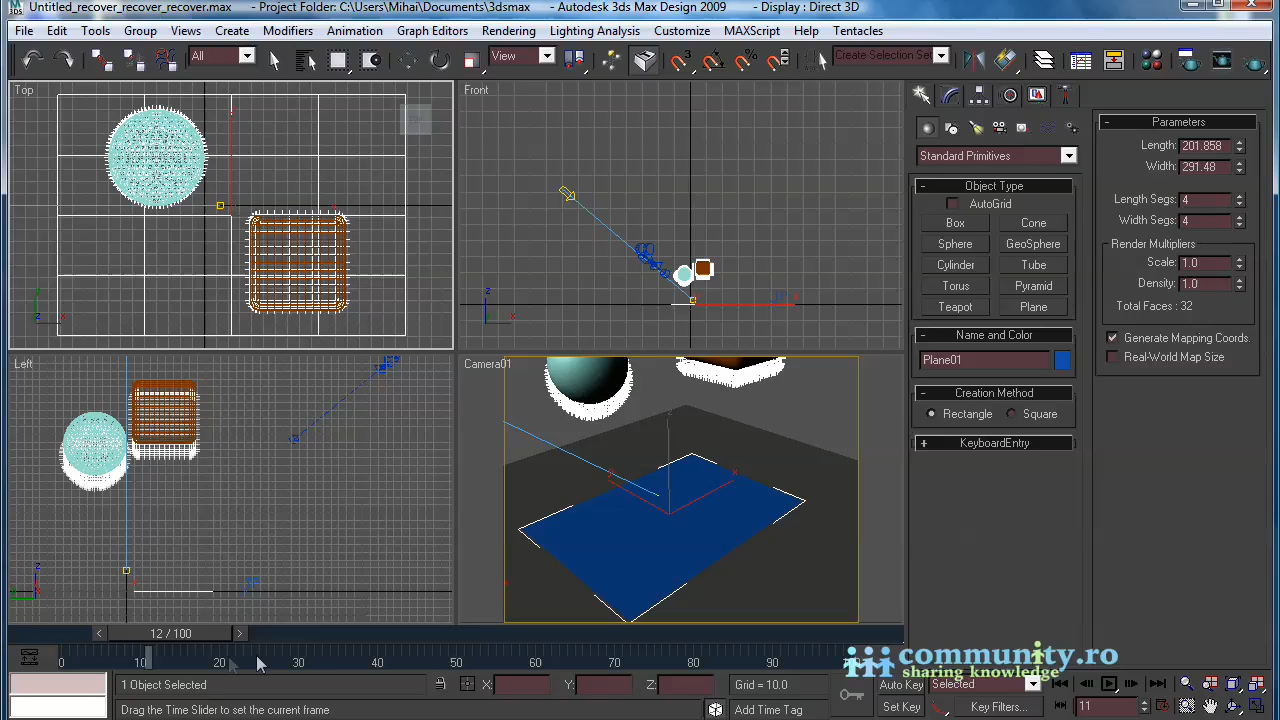 Untitled_recover_recover_recover.max - Project Folder: C:\Users\Mihai\Documents\3dsmax - Autodesk 3ds Max Design 2009 - Display : Direct 3D
File Edit Tools Group Views Create Modifiers Animation Graph Editors Rendering Lighting Analysis Customize MAXScript Help Tentacles
All View Create Selection Set
Top Front
Left Camera01
Standard Primitives
Object Type
AutoGrid
Box Cone
Sphere GeoSphere
Cylinder Tube
Torus Pyramid
Teapot Plane
Name and Color
Plane01
Creation Method
Rectangle Square
KeyboardEntry
Parameters
Length: 201.858
Width: 291.48
Length Segs: 4
Width Segs: 4
Render Multipliers
Scale: 1.0
Density: 1.0
Total Faces : 32
Generate Mapping Coords.
Real-World Map Size
12 / 100
0 10 20 30 40 50 60 70 80 90
community.ro
sharing knowledge
1 Object Selected X: Y: Z: Grid = 10.0 Auto Key Selected
Drag the Time Slider to set the current frame Add Time Tag Set Key Key Filters... 11